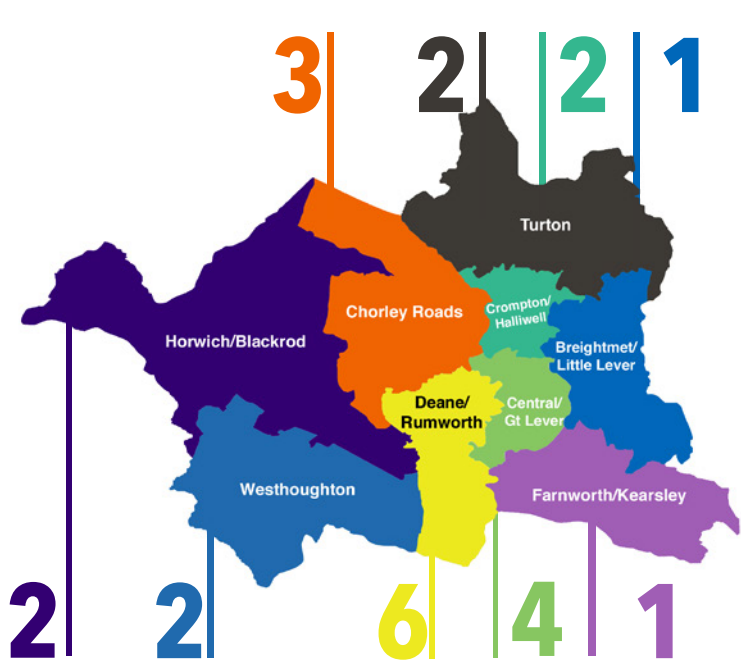 3
2
2
1
Turton
Chorley Roads
Crompton/
Halliwell
Horwich/Blackrod
Breightmet/
Little Lever
Deane/
Rumworth
Central/
Gt Lever
Westhoughton
Farnworth/Kearsley
2
2
6
4
1